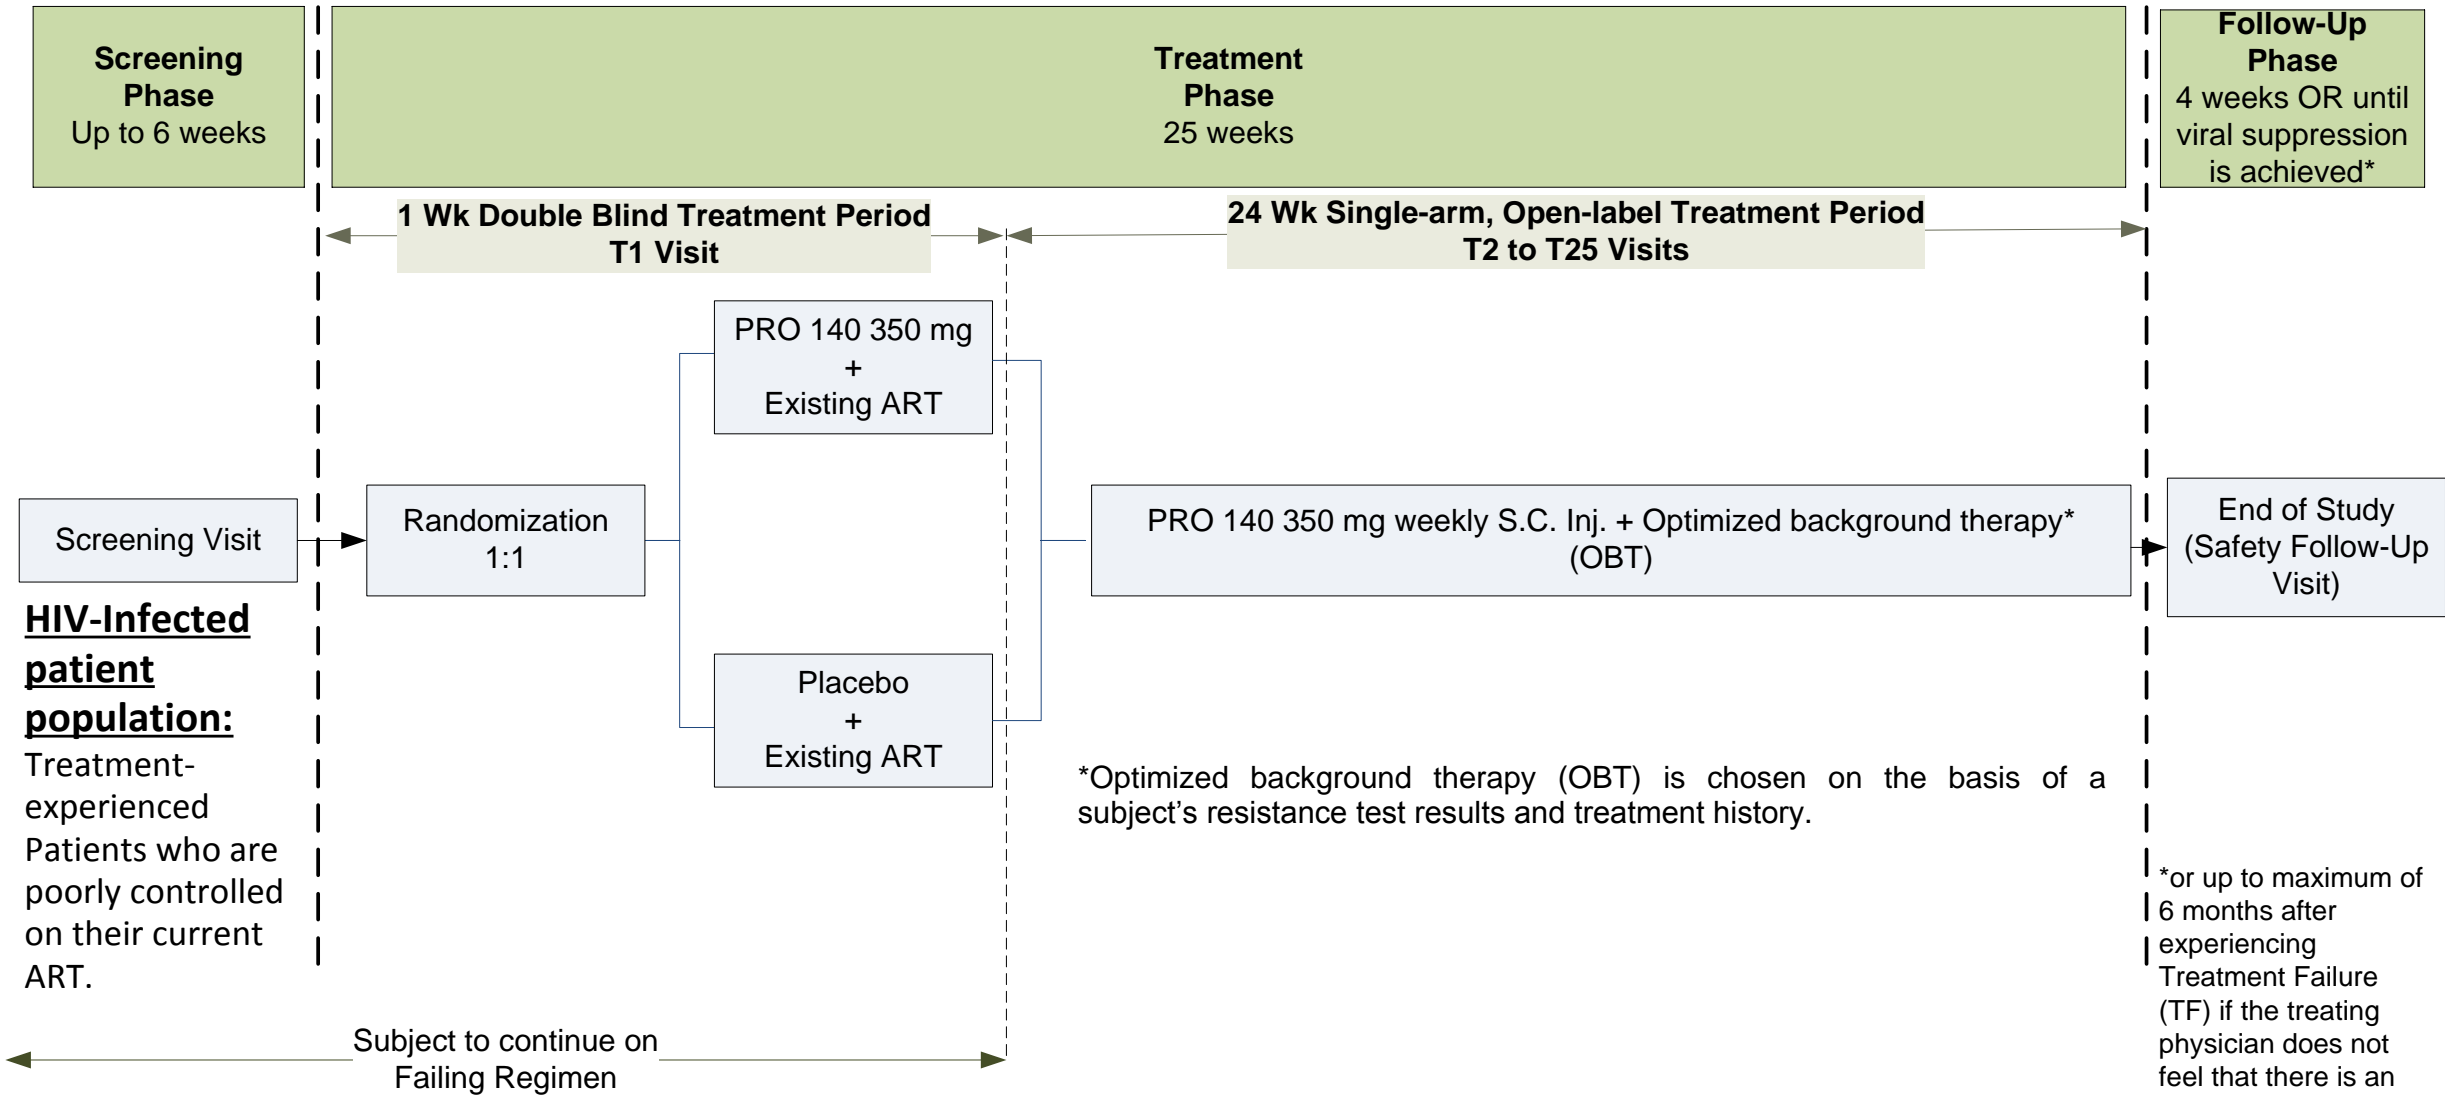 Screening
Phase
Up to 6 weeks
Treatment
Phase
25 weeks
Follow-Up
Phase
4 weeks OR until
viral suppression
is achieved*
1 Wk Double Blind Treatment Period
T1 Visit
24 Wk Single-arm, Open-label Treatment Period
T2 to T25 Visits
Screening Visit
HIV-Infected
patient
population:
Treatment-
experienced
Patients who are
poorly controlled
on their current
ART.
Randomization
1:1
PRO 140 350 mg
+
Existing ART
Placebo
+
Existing ART
PRO 140 350 mg weekly S.C. Inj. + Optimized background therapy*
(OBT)
End of Study
(Safety Follow-Up
Visit)
*Optimized background therapy (OBT) is chosen on the basis of a
subject’s resistance test results and treatment history.
*or up to maximum of
6 months after
experiencing
Treatment Failure
(TF) if the treating
physician does not
feel that there is an
Subject to continue on
Failing Regimen